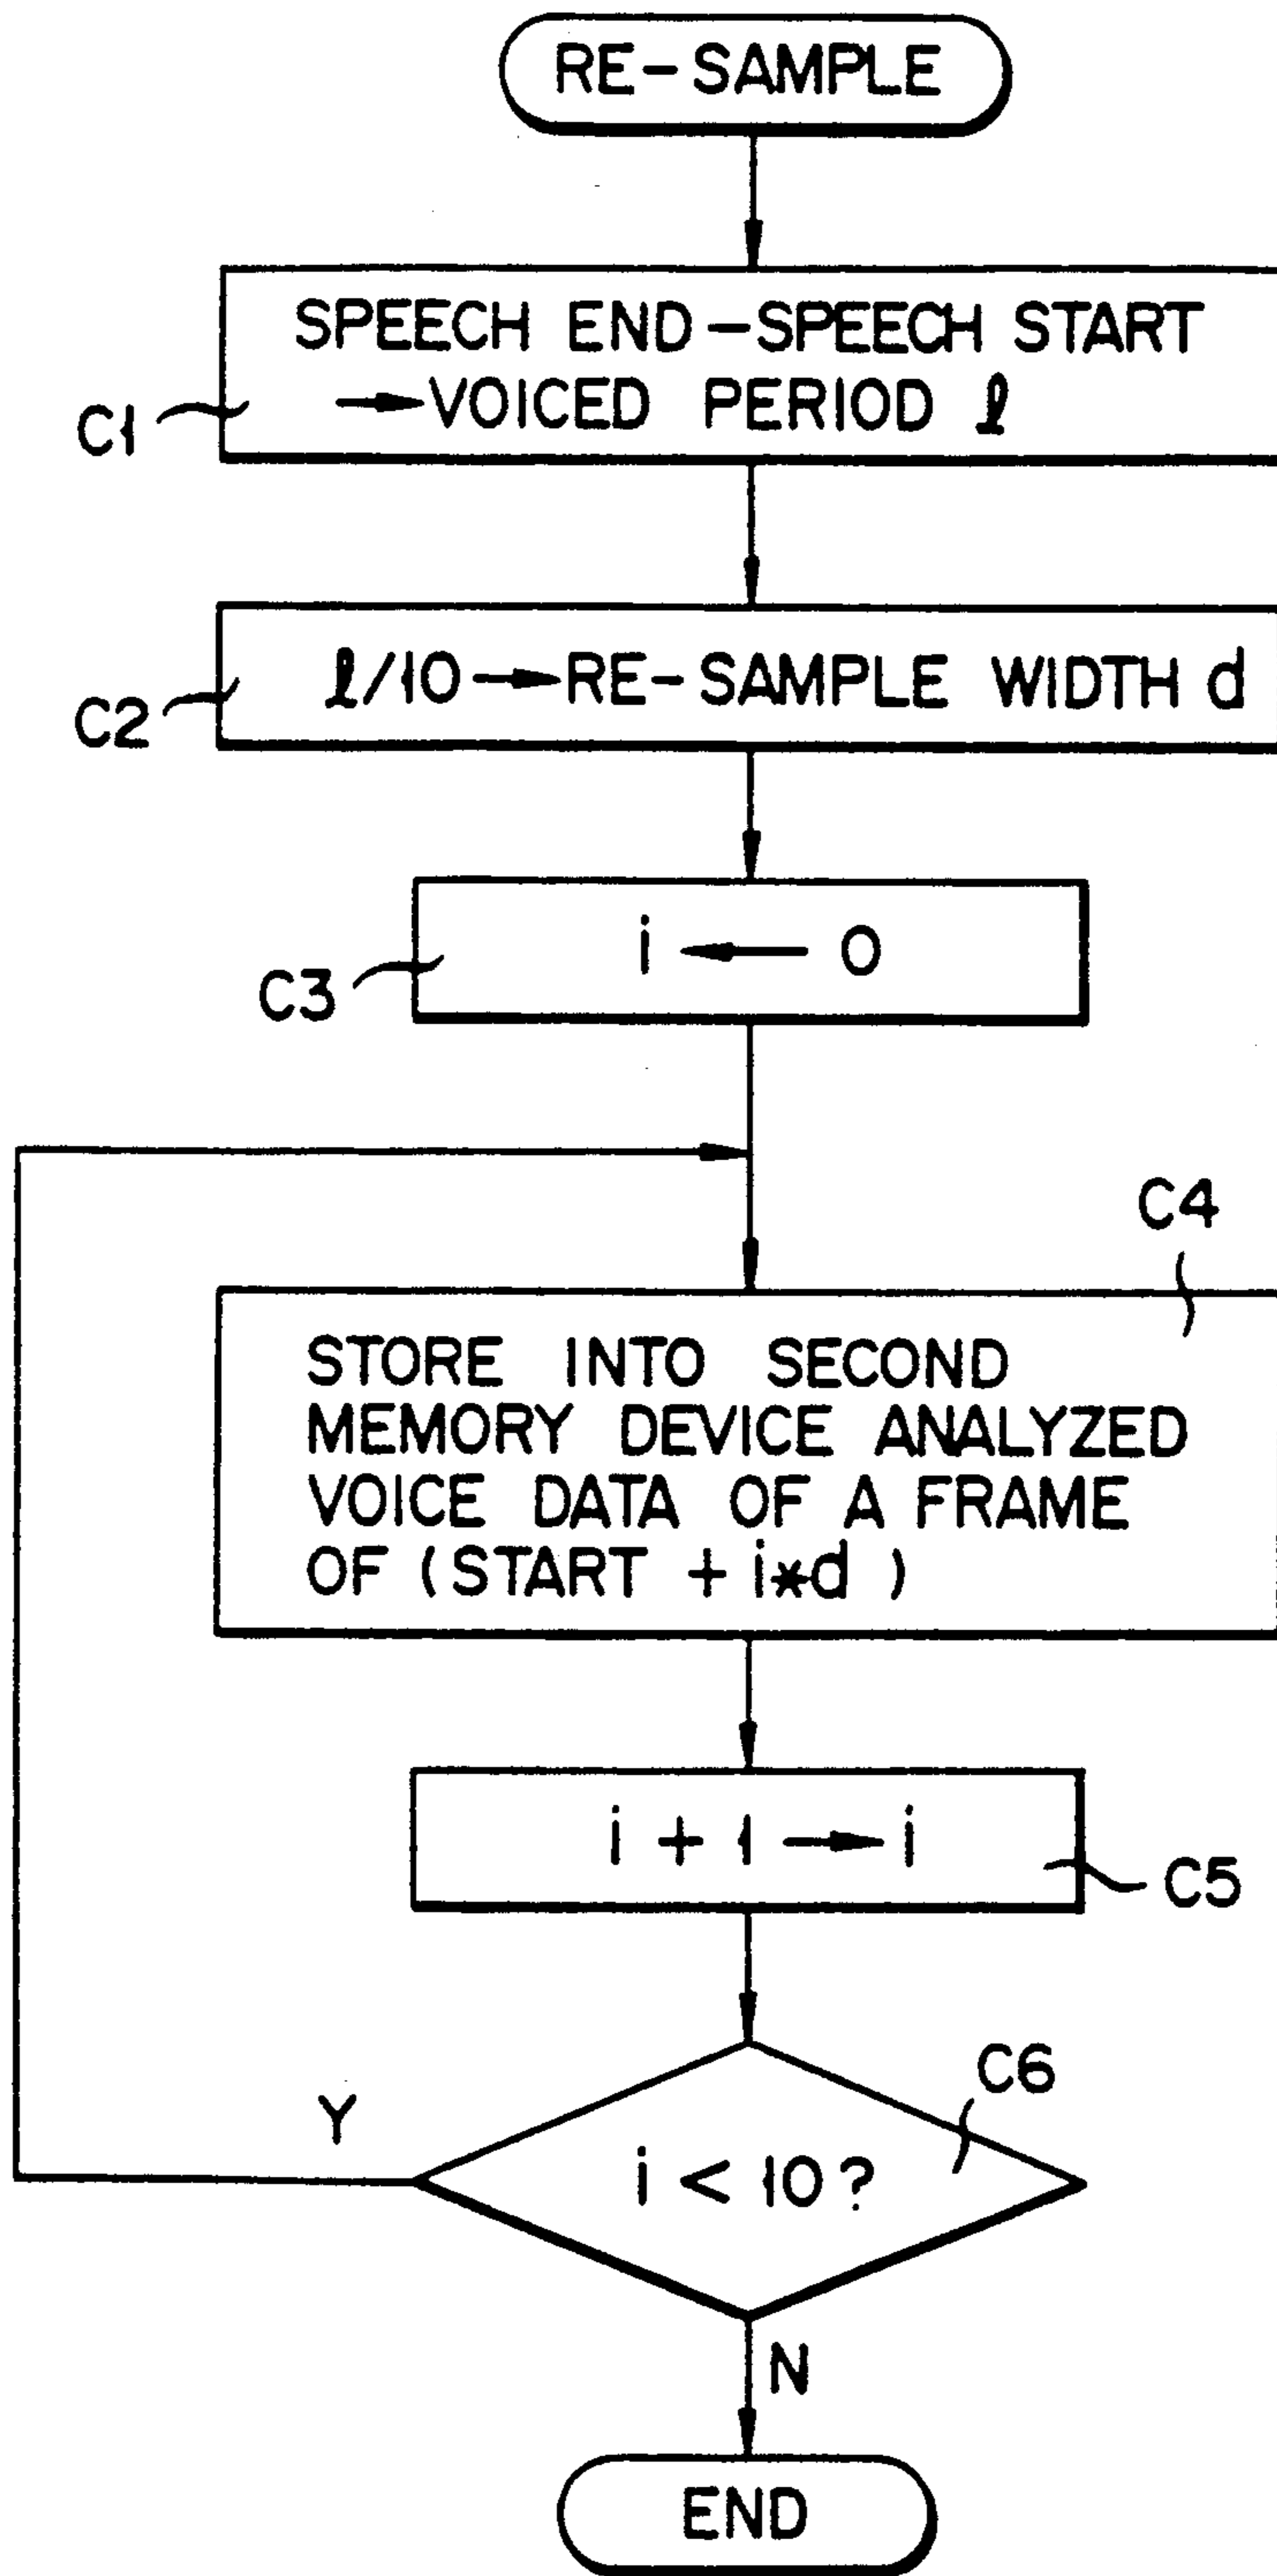 RE-SAMPLE
SPEECH END-SPEECH START
→VOICED PERIOD ℓ
C1
ℓ/10→RE-SAMPLE WIDTH d
C2
i ← 0
C3
C4
STORE INTO SECOND
MEMORY DEVICE ANALYZED
VOICE DATA OF A FRAME
OF (START + i*d )
i + 1 → i
C5
C6
Y
i < 10?
N
END